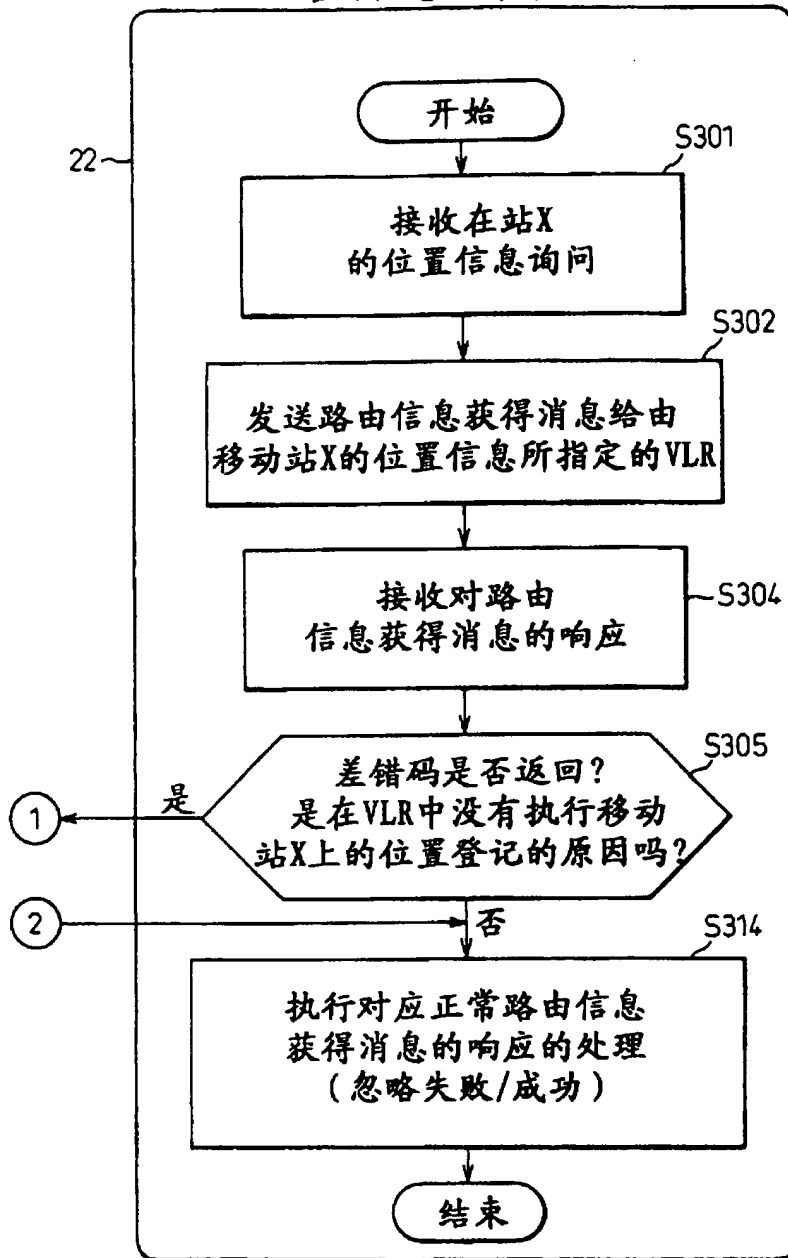 开始
22
S301
接收在站X
的位置信息询问
S302
发送路由信息获得消息给由
移动站X的位置信息所指定的VLR
接收对路由
信息获得消息的响应
S304
S305
差错码是否返回?
是在VLR中没有执行移动
站X上的位置登记的原因吗?
是
1
2
否
S314
执行对应正常路由信息
获得消息的响应的处理
(忽略失败/成功)
结束